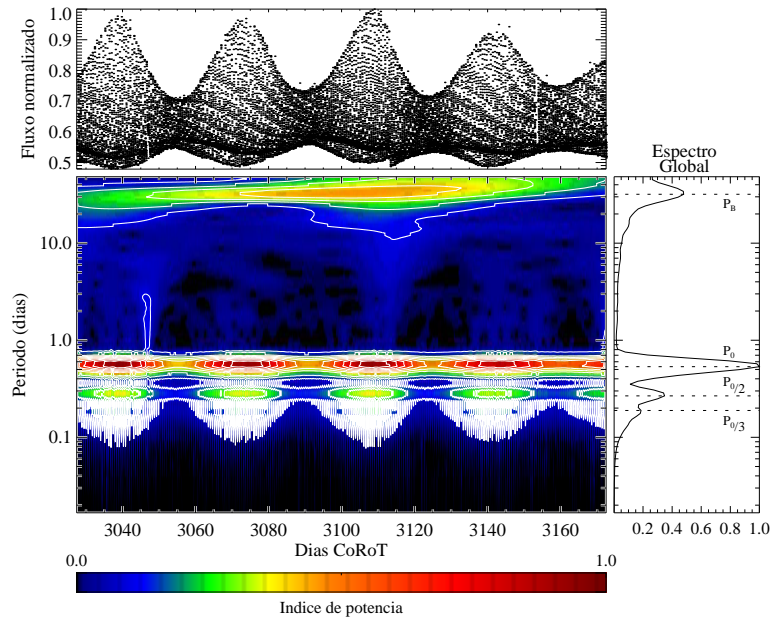 1.0
0.9
0.8
0.7
0.6
0.5
Fluxo normalizado
Espectro
Global
10.0
1.0
0.1
Periodo (dias)
P_B
P_0
P_0/2
P_0/3
3040 3060 3080 3100 3120 3140 3160
0.2 0.4 0.6 0.8 1.0
Dias CoRoT
0.0 1.0
Indice de potencia